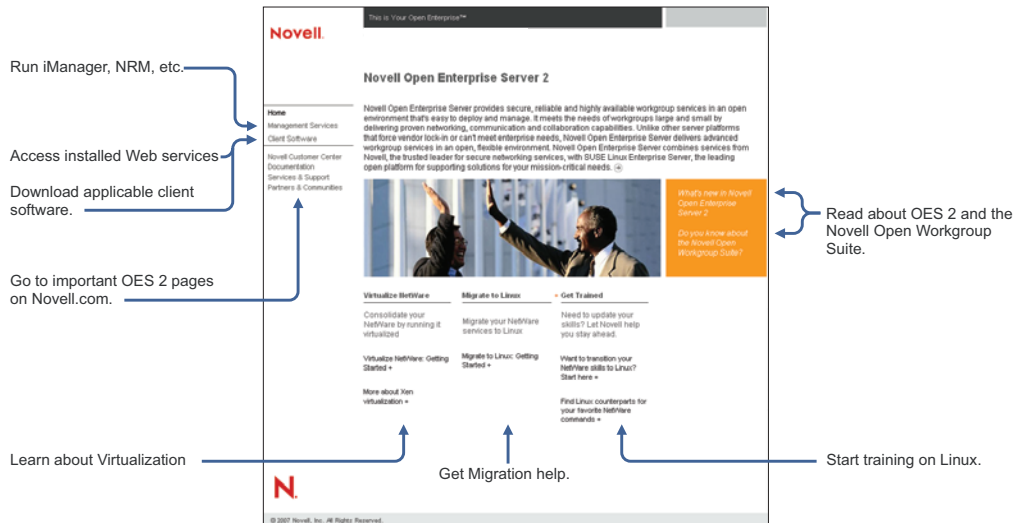 This is Your Open Enterprise™
Novell.
Run iManager, NRM, etc.
Access installed Web services
Download applicable client
software.
Go to important OES 2 pages
on Novell.com.
Learn about Virtualization
Home
Management Services
Client Software
Novell Customer Center
Documentation
Services & Support
Partners & Communities
Novell Open Enterprise Server 2
Novell Open Enterprise Server provides secure, reliable and highly available workgroup services in an open
environment that's easy to deploy and manage. It meets the needs of workgroups large and small by
delivering proven networking, communication and collaboration capabilities. Unlike other server platforms
that force vendor lock-in or can't meet enterprise needs, Novell Open Enterprise Server delivers advanced
workgroup services in an open, flexible environment. Novell Open Enterprise Server combines services from
Novell, the trusted leader for secure networking services, with SUSE Linux Enterprise Server, the leading
open platform for supporting solutions for your mission-critical needs.
What's new in Novell
Open Enterprise
Server 2
Do you know about
the Novell Open
Workgroup Suite?
Read about OES 2 and the
Novell Open Workgroup
Suite.
Virtualize NetWare
Consolidate your
NetWare by running it
virtualized
Virtualize NetWare: Getting
Started +
More about Xen
virtualization +
Migrate to Linux
Migrate your NetWare
services to Linux
Migrate to Linux: Getting
Started +
Get Trained
Need to update your
skills? Let Novell help
you stay ahead.
Want to transition your
NetWare skills to Linux?
Start here +
Find Linux counterparts for
your favorite NetWare
commands +
Get Migration help.
Start training on Linux.
N.
© 2007 Novell, Inc. All Rights Reserved.